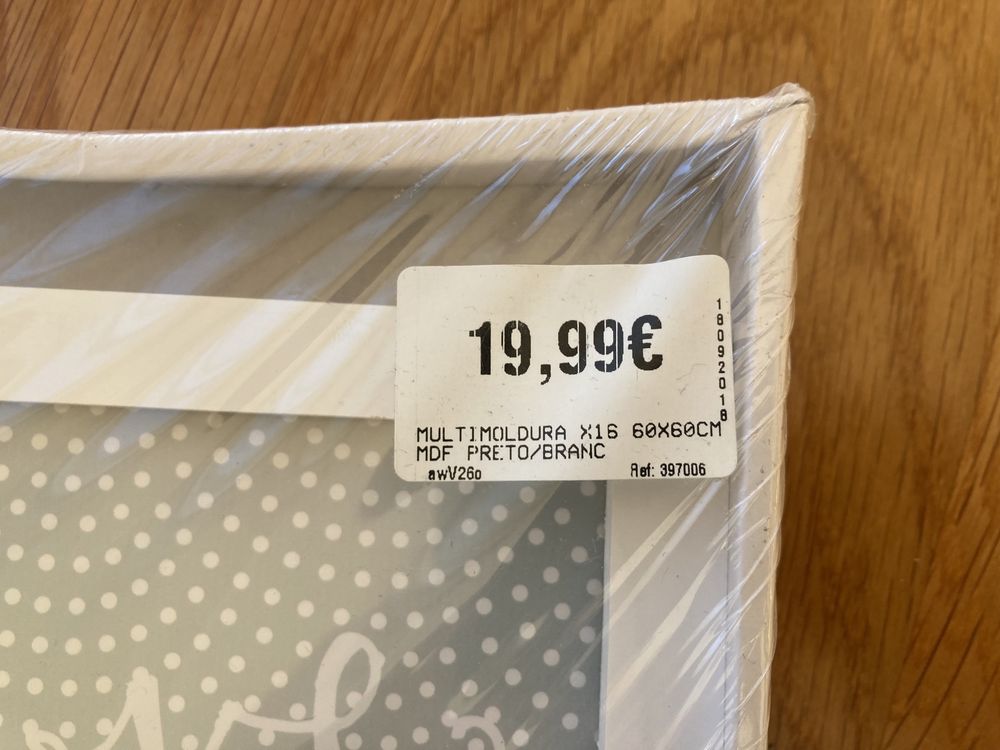 19,99€
18092018
MULTIMOLDURA X16 60X60CM
MDF PRETO/BRANC
awV26o
Ref: 397006